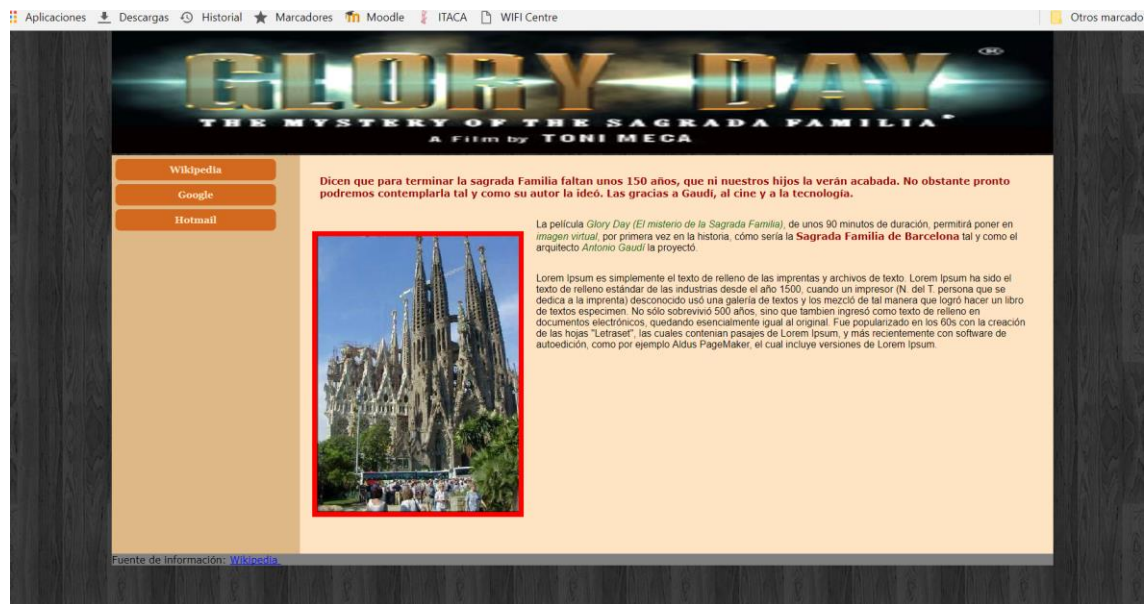 Aplicaciones Descargas Historial Marcadores Moodle ITACA WIFI Centre Otros marcado
GLORY DAY ®
THE MYSTERY OF THE SAGRADA FAMILIA
A Film by TONI MECA
Wikipedia
Google
Hotmail
Dicen que para terminar la sagrada Familia faltan unos 150 años, que ni nuestros hijos la verán acabada. No obstante pronto
podremos contemplarla tal y como su autor la ideó. Las gracias a Gaudí, al cine y a la tecnología.
La película Glory Day (El misterio de la Sagrada Familia), de unos 90 minutos de duración, permitirá poner en
imagen virtual, por primera vez en la historia, cómo sería la Sagrada Familia de Barcelona tal y como el
arquitecto Antonio Gaudí la proyectó.
Lorem Ipsum es simplemente el texto de relleno de las imprentas y archivos de texto. Lorem Ipsum ha sido el
texto de relleno estándar de las industrias desde el año 1500, cuando un impresor (N. del T. persona que se
dedica a la imprenta) desconocido usó una galería de textos y los mezcló de tal manera que logró hacer un libro
de textos especimen. No sólo sobrevivió 500 años, sino que tambien ingresó como texto de relleno en
documentos electrónicos, quedando esencialmente igual al original. Fue popularizado en los 60s con la creación
de las hojas "Letraset", las cuales contenian pasajes de Lorem Ipsum, y más recientemente con software de
autoedición, como por ejemplo Aldus PageMaker, el cual incluye versiones de Lorem Ipsum.
Fuente de Información: Wikipedia